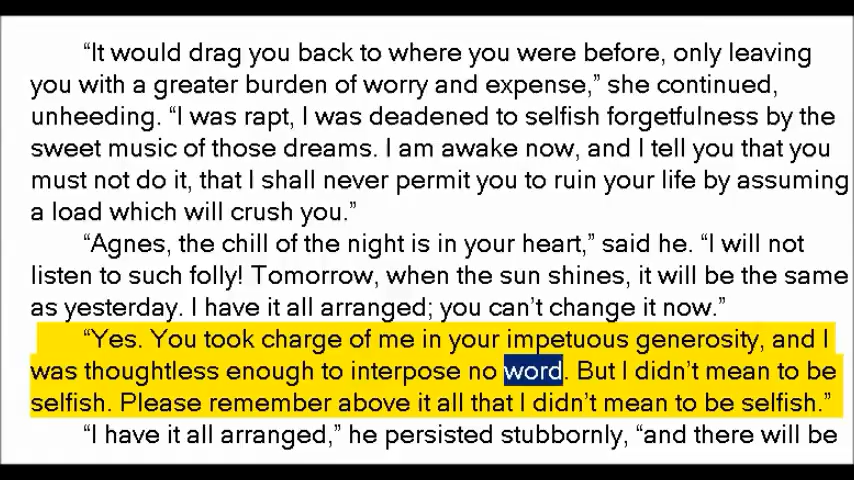 “It would drag you back to where you were before, only leaving
you with a greater burden of worry and expense,” she continued,
unheeding. “I was rapt, I was deadened to selfish forgetfulness by the
sweet music of those dreams. I am awake now, and I tell you that you
must not do it, that I shall never permit you to ruin your life by assuming
a load which will crush you.”
“Agnes, the chill of the night is in your heart,” said he. “I will not
listen to such folly! Tomorrow, when the sun shines, it will be the same
as yesterday. I have it all arranged; you can’t change it now.”
“Yes. You took charge of me in your impetuous generosity, and I
was thoughtless enough to interpose no word. But I didn’t mean to be
selfish. Please remember above it all that I didn’t mean to be selfish.”
“I have it all arranged,” he persisted stubbornly, “and there will be